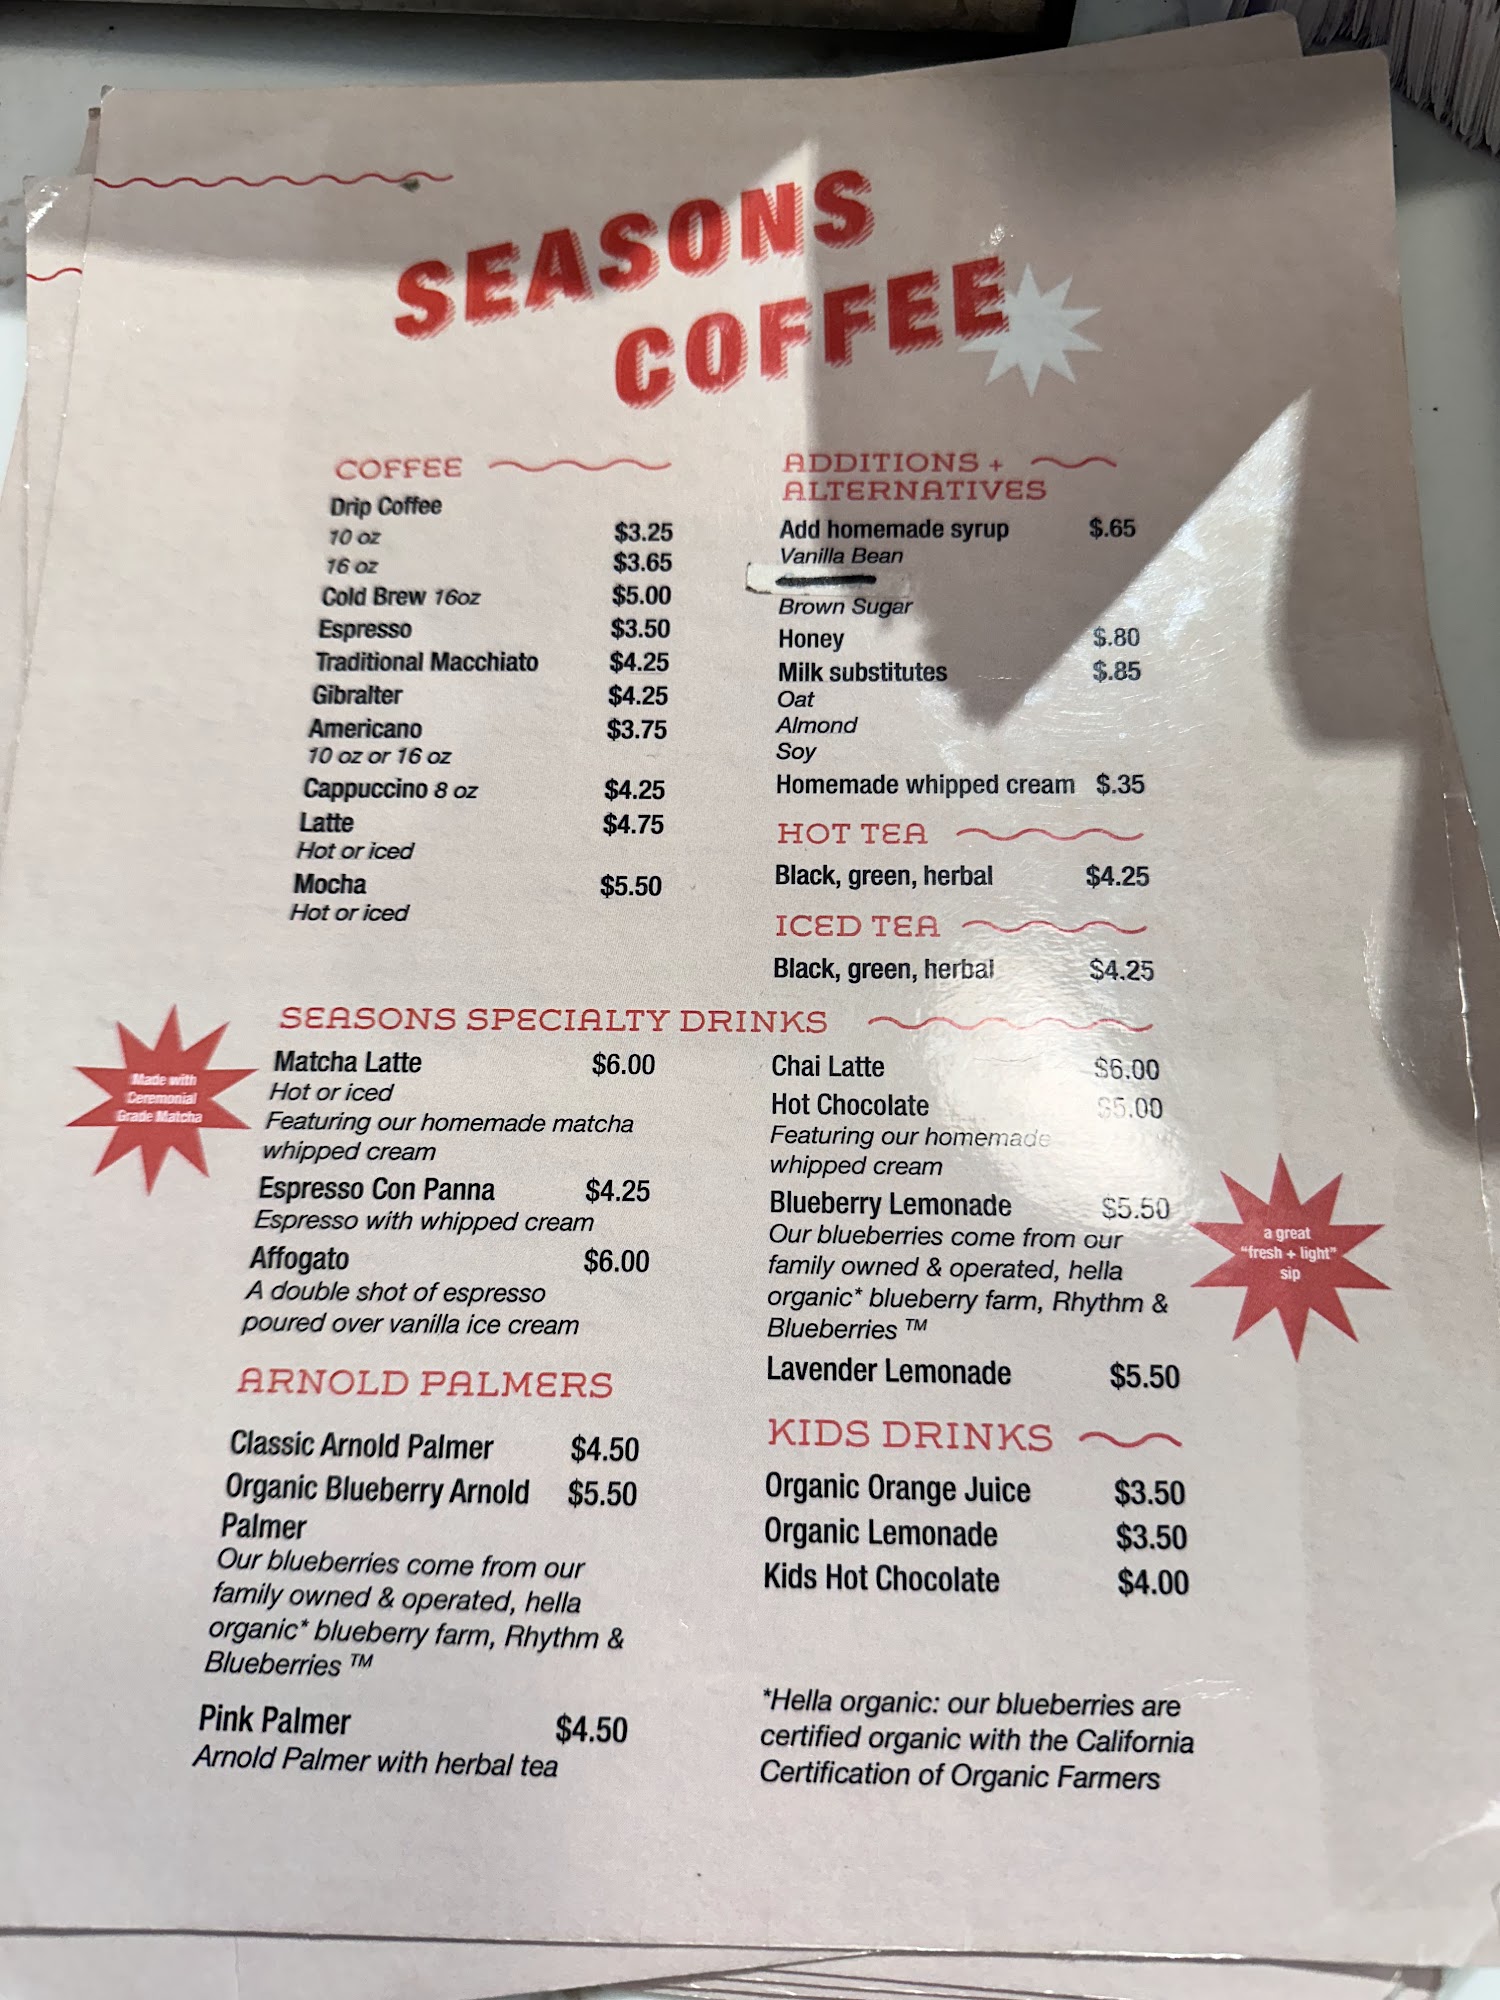 SEASONS
COFFEE
COFFEE
Drip Coffee
10 oz $3.25
16 oz $3.65
Cold Brew 16oz $5.00
Espresso $3.50
Traditional Macchiato $4.25
Gibralter $4.25
Americano $3.75
10 oz or 16 oz
Cappuccino 8 oz $4.25
Latte $4.75
Hot or iced
Mocha $5.50
Hot or iced
ADDITIONS +
ALTERNATIVES
Add homemade syrup $.65
Vanilla Bean
Brown Sugar
Honey $.80
Milk substitutes $.85
Oat
Almond
Soy
Homemade whipped cream $.35
HOT TEA
Black, green, herbal $4.25
ICED TEA
Black, green, herbal $4.25
SEASONS SPECIALTY DRINKS
Made with
Ceremonial
Grade Matcha
Matcha Latte $6.00
Hot or iced
Featuring our homemade matcha
whipped cream
Espresso Con Panna $4.25
Espresso with whipped cream
Affogato $6.00
A double shot of espresso
poured over vanilla ice cream
Chai Latte $6.00
Hot Chocolate $5.00
Featuring our homemade
whipped cream
Blueberry Lemonade $5.50
Our blueberries come from our
family owned & operated, hella
organic* blueberry farm, Rhythm &
Blueberries ™
a great
"fresh + light"
sip
Lavender Lemonade $5.50
ARNOLD PALMERS
Classic Arnold Palmer $4.50
Organic Blueberry Arnold $5.50
Palmer
Our blueberries come from our
family owned & operated, hella
organic* blueberry farm, Rhythm &
Blueberries ™
Pink Palmer $4.50
Arnold Palmer with herbal tea
KIDS DRINKS
Organic Orange Juice $3.50
Organic Lemonade $3.50
Kids Hot Chocolate $4.00
*Hella organic: our blueberries are
certified organic with the California
Certification of Organic Farmers